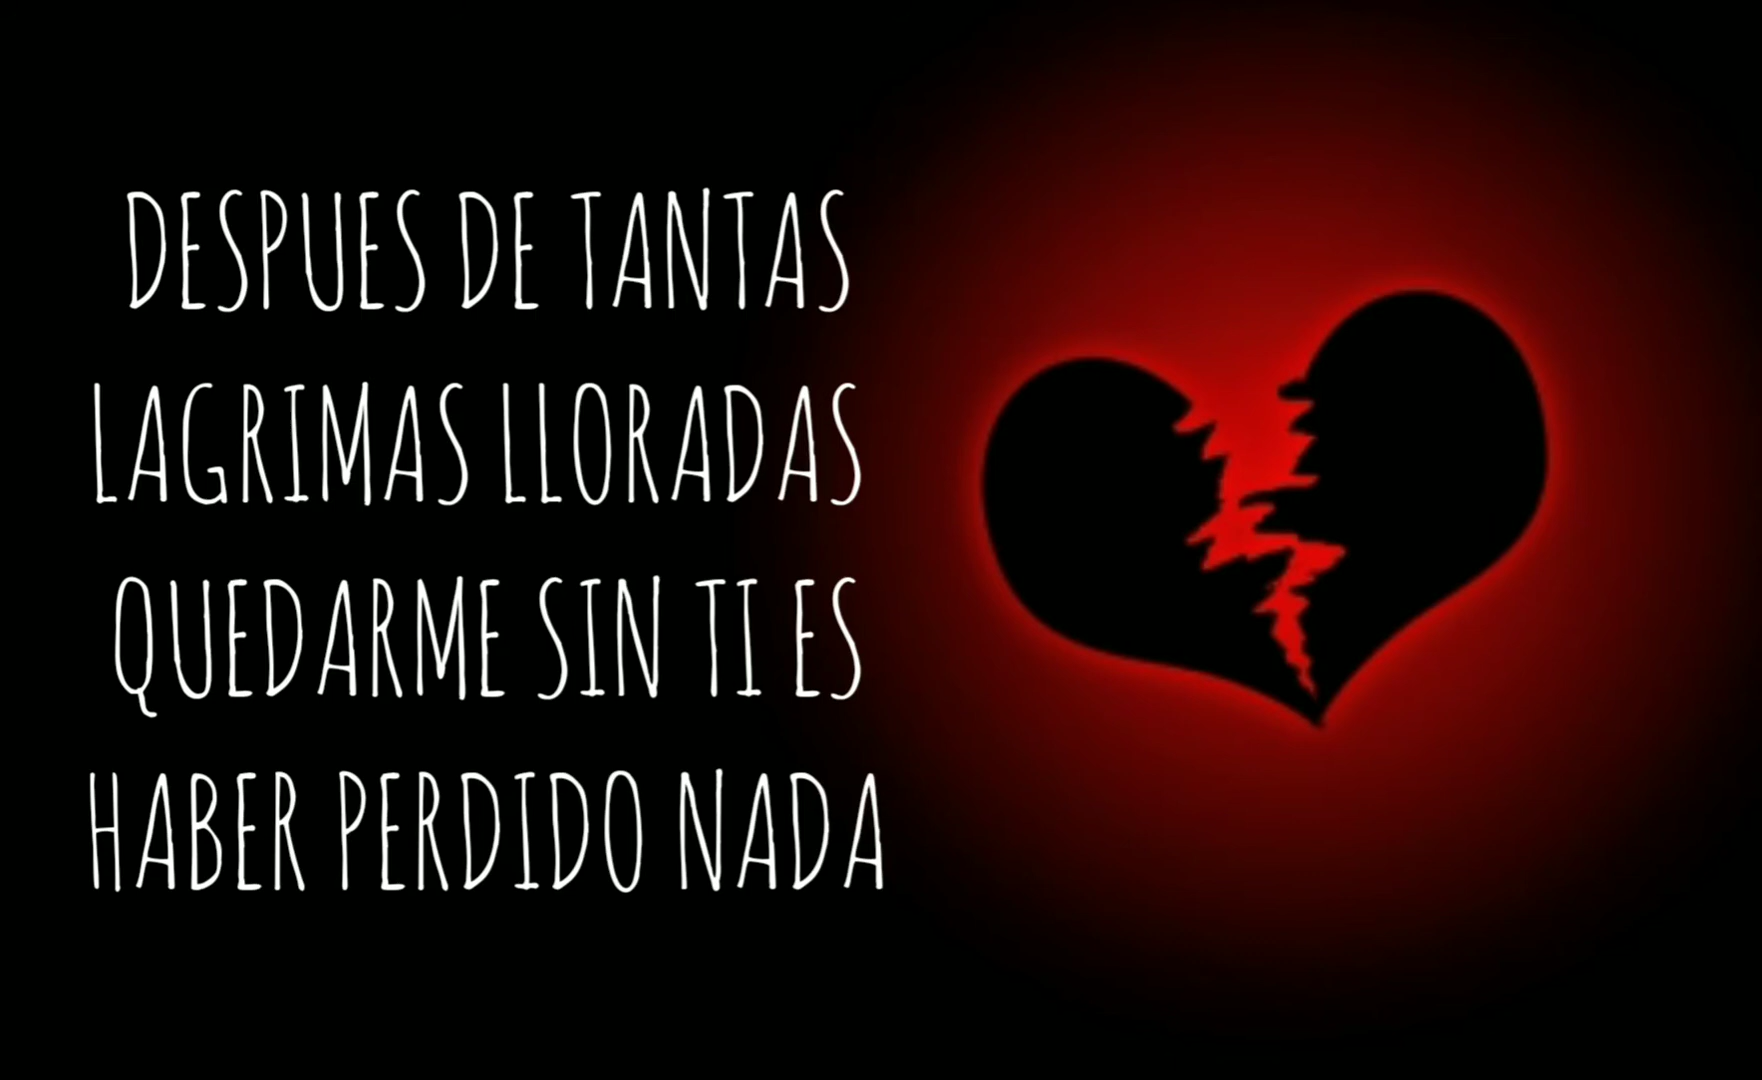 DESPUES DE TANTAS
LAGRIMAS LLORADAS
QUEDARME SIN TI ES
HABER PERDIDO NADA